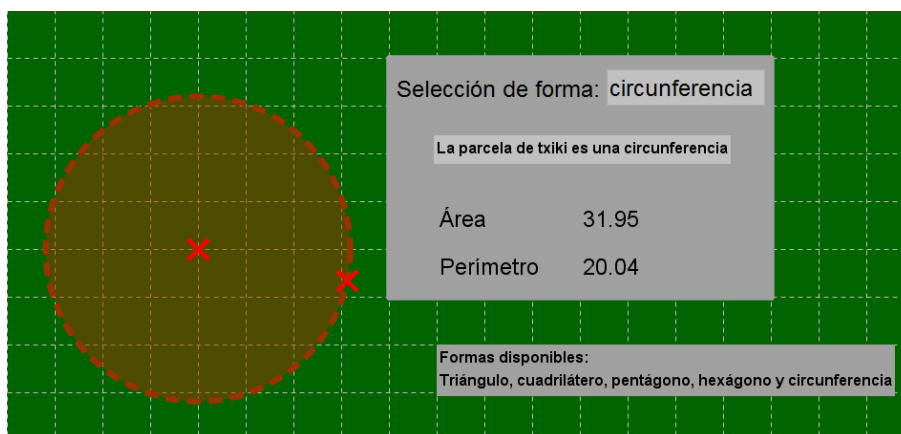 Selección de forma: circunferencia
La parcela de txiki es una circunferencia
Área 31.95
Perímetro 20.04
Formas disponibles:
Triángulo, cuadrilátero, pentágono, hexágono y circunferencia